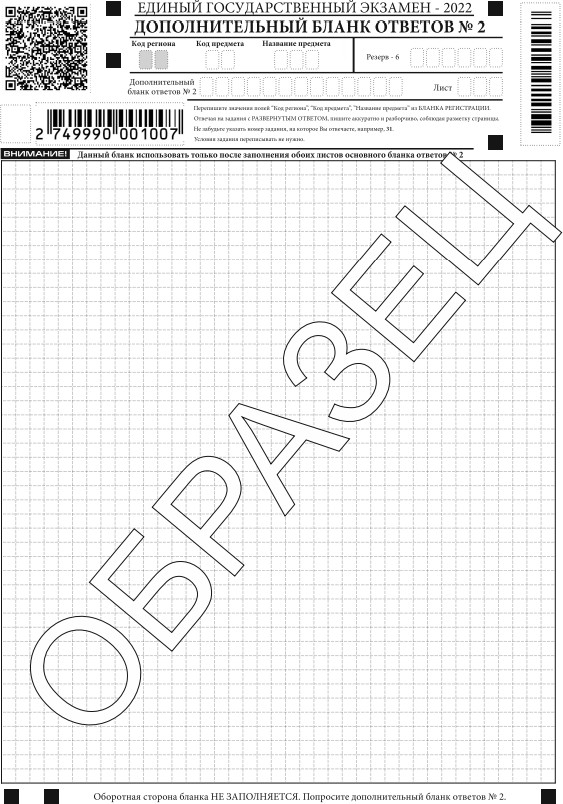 ЕДИНЫЙ ГОСУДАРСТВЕННЫЙ ЭКЗАМЕН - 2022
ДОПОЛНИТЕЛЬНЫЙ БЛАНК ОТВЕТОВ № 2
Код региона Код предмета Название предмета
Резерв - 6
Дополнительный
бланк ответов № 2
Лист
Перепишите значения полей "Код региона", "Код предмета", "Название предмета" из БЛАНКА РЕГИСТРАЦИИ.
Отвечая на задания с РАЗВЕРНУТЫМ ОТВЕТОМ, пишите аккуратно и разборчиво, соблюдая разметку страницы.
Не забудьте указать номер задания, на которое Вы отвечаете, например, 31.
Условия задания переписывать не нужно.
2 749990 001007
ВНИМАНИЕ! Данный бланк использовать только после заполнения обоих листов основного бланка ответов № 2
ОБРАЗЕЦ
Оборотная сторона бланка НЕ ЗАПОЛНЯЕТСЯ. Попросите дополнительный бланк ответов № 2.